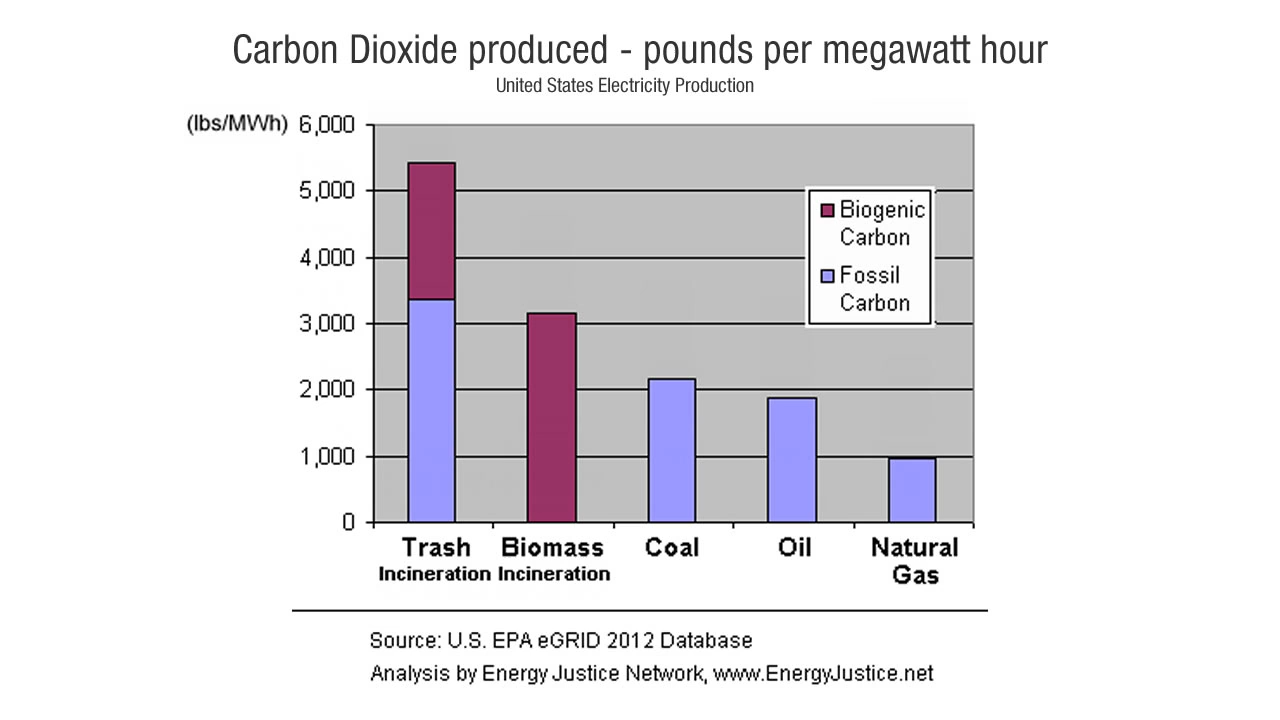 Carbon Dioxide produced - pounds per megawatt hour
United States Electricity Production
(lbs/MWh) 6,000
5,000
4,000
3,000
2,000
1,000
0
Biogenic
Carbon
Fossil
Carbon
Trash Biomass Coal Oil Natural
Incineration Incineration Gas
Source: U.S. EPA eGRID 2012 Database
Analysis by Energy Justice Network, www.EnergyJustice.net